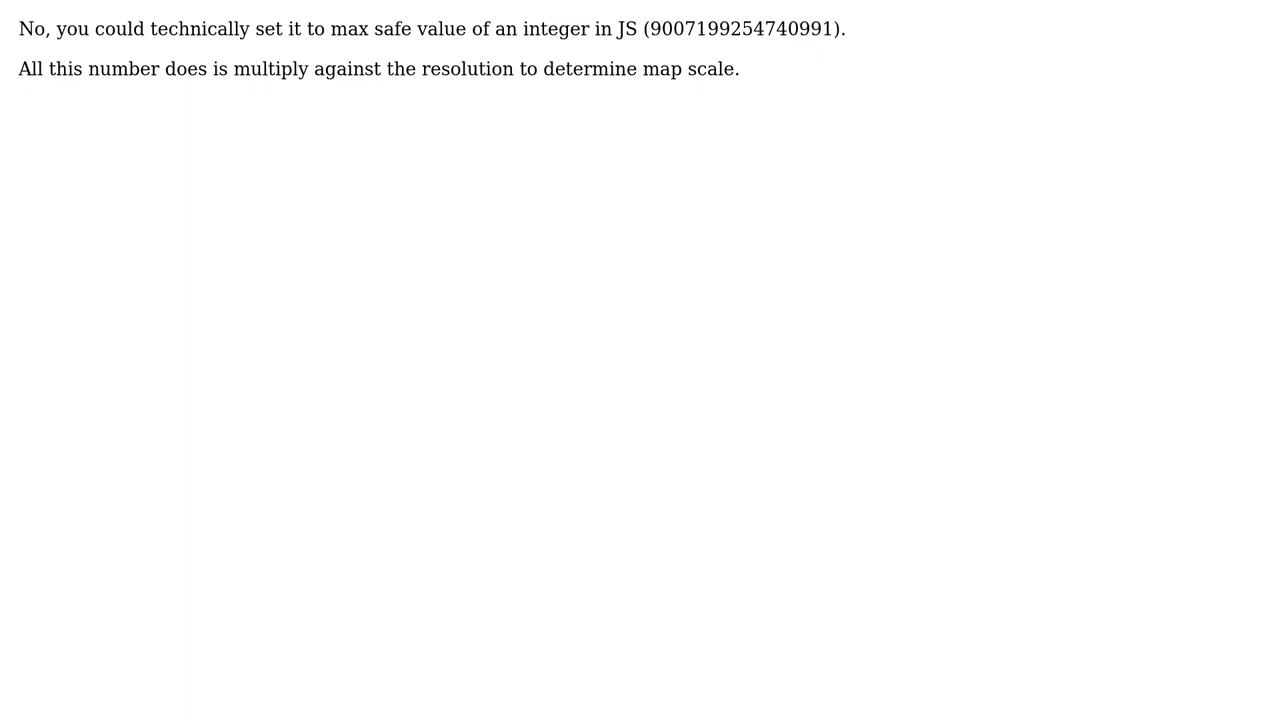 No, you could technically set it to max safe value of an integer in JS (9007199254740991).
All this number does is multiply against the resolution to determine map scale.